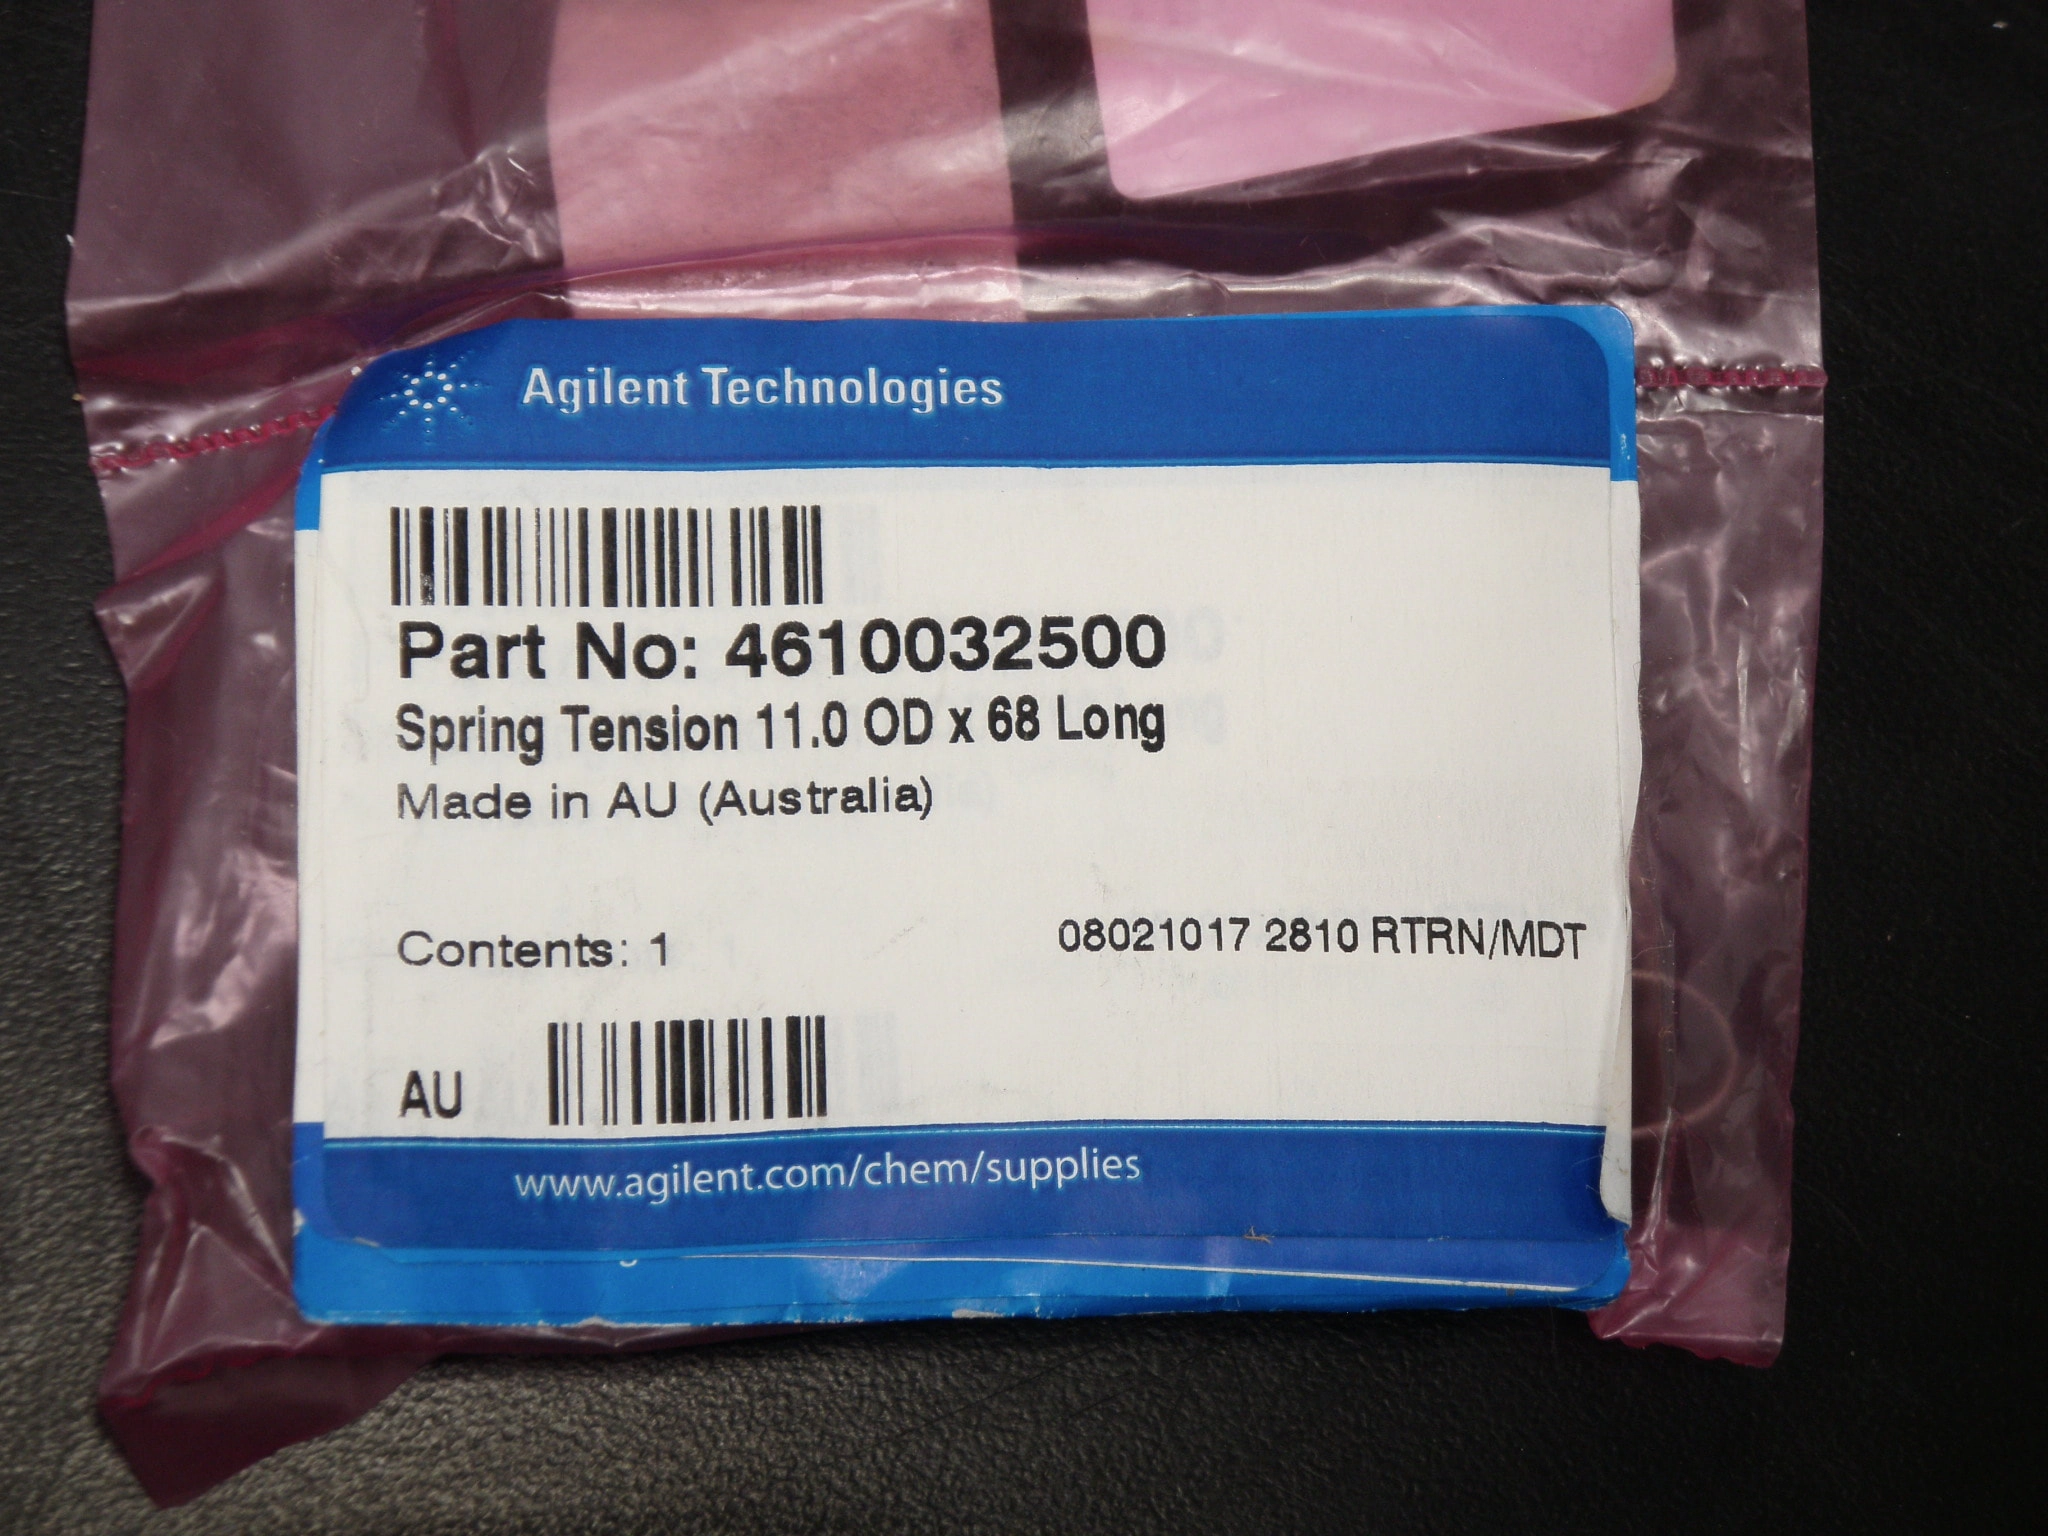 Agilent Technologies
Part No: 4610032500
Spring Tension 11.0 OD x 68 Long
Made in AU (Australia)
Contents: 1
08021017 2810 RTRN/MDT
AU
www.agilent.com/chem/supplies